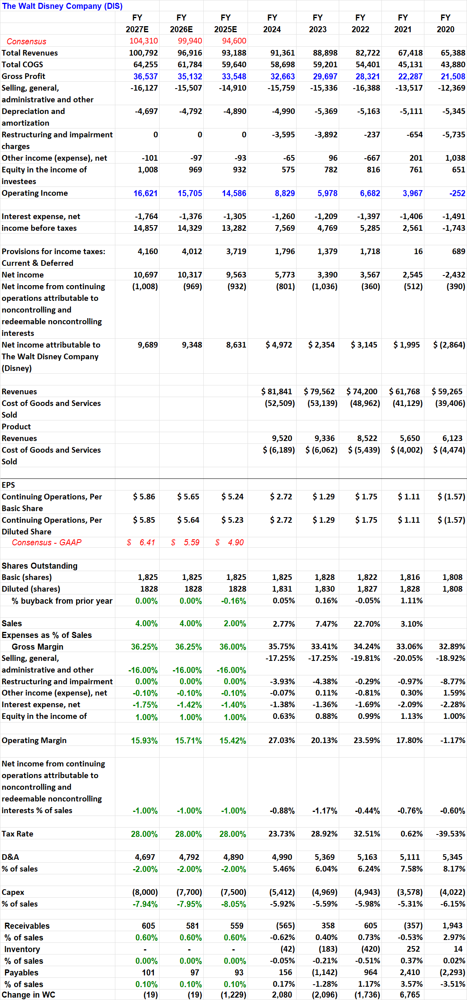 The Walt Disney Company (DIS)
FY FY FY FY FY FY FY FY
2027E 2026E 2025E 2024 2023 2022 2021 2020
Consensus 104,310 99,940 94,600
Total Revenues 100,792 96,916 93,188 91,361 88,898 82,722 67,418 65,388
Total COGS 64,255 61,784 59,640 58,698 59,201 54,401 45,131 43,880
Gross Profit 36,537 35,132 33,548 32,663 29,697 28,321 22,287 21,508
Selling, general, -16,127 -15,507 -14,910 -15,759 -15,336 -16,388 -13,517 -12,369
administrative and other
Depreciation and -4,697 -4,792 -4,890 -4,990 -5,369 -5,163 -5,111 -5,345
amortization
Restructuring and impairment 0 0 0 -3,595 -3,892 -237 -654 -5,735
charges
Other income (expense), net -101 -97 -93 -65 96 -667 201 1,038
Equity in the income of 1,008 969 932 575 782 816 761 651
investees
Operating Income 16,621 15,705 14,586 8,829 5,978 6,682 3,967 -252
Interest expense, net -1,764 -1,376 -1,305 -1,260 -1,209 -1,397 -1,406 -1,491
income before taxes 14,857 14,329 13,282 7,569 4,769 5,285 2,561 -1,743
Provisions for income taxes: 4,160 4,012 3,719 1,796 1,379 1,718 16 689
Current & Deferred
Net income 10,697 10,317 9,563 5,773 3,390 3,567 2,545 -2,432
Net income from continuing (1,008) (969) (932) (801) (1,036) (360) (512) (390)
operations attributable to
noncontrolling and
redeemable noncontrolling
interests
Net income attributable to 9,689 9,348 8,631 $ 4,972 $ 2,354 $ 3,145 $ 1,995 $ (2,864)
The Walt Disney Company
(Disney)
Revenues $ 81,841 $ 79,562 $ 74,200 $ 61,768 $ 59,265
Cost of Goods and Services (52,509) (53,139) (48,962) (41,129) (39,406)
Sold
Product
Revenues 9,520 9,336 8,522 5,650 6,123
Cost of Goods and Services $ (6,189) $ (6,062) $ (5,439) $ (4,002) $ (4,474)
Sold
EPS
Continuing Operations, Per $ 5.86 $ 5.65 $ 5.24 $ 2.72 $ 1.29 $ 1.75 $ 1.11 $ (1.57)
Basic Share
Continuing Operations, Per $ 5.85 $ 5.64 $ 5.23 $ 2.72 $ 1.29 $ 1.75 $ 1.11 $ (1.57)
Diluted Share
Consensus - GAAP $ 6.41 $ 5.59 $ 4.90
Shares Outstanding
Basic (shares) 1,825 1,825 1,825 1,825 1,828 1,822 1,816 1,808
Diluted (shares) 1828 1828 1828 1,831 1,830 1,827 1,828 1,808
% buyback from prior year 0.00% 0.00% -0.16% 0.05% 0.16% -0.05% 1.11%
Sales 4.00% 4.00% 2.00% 2.77% 7.47% 22.70% 3.10%
Expenses as % of Sales
Gross Margin 36.25% 36.25% 36.00% 35.75% 33.41% 34.24% 33.06% 32.89%
Selling, general, -17.25% -17.25% -19.81% -20.05% -18.92%
administrative and other -16.00% -16.00% -16.00%
Restructuring and impairment 0.00% 0.00% 0.00% -3.93% -4.38% -0.29% -0.97% -8.77%
Other income (expense), net -0.10% -0.10% -0.10% -0.07% 0.11% -0.81% 0.30% 1.59%
Interest expense, net -1.75% -1.42% -1.40% -1.38% -1.36% -1.69% -2.09% -2.28%
Equity in the income of 1.00% 1.00% 1.00% 0.63% 0.88% 0.99% 1.13% 1.00%
Operating Margin 15.93% 15.71% 15.42% 27.03% 20.13% 23.59% 17.80% -1.17%
Net income from continuing
operations attributable to
noncontrolling and
redeemable noncontrolling
interests % of sales -1.00% -1.00% -1.00% -0.88% -1.17% -0.44% -0.76% -0.60%
Tax Rate 28.00% 28.00% 28.00% 23.73% 28.92% 32.51% 0.62% -39.53%
D&A 4,697 4,792 4,890 4,990 5,369 5,163 5,111 5,345
% of sales -2.00% -2.00% -2.00% 5.46% 6.04% 6.24% 7.58% 8.17%
Capex (8,000) (7,700) (7,500) (5,412) (4,969) (4,943) (3,578) (4,022)
% of sales -7.94% -7.95% -8.05% -5.92% -5.59% -5.98% -5.31% -6.15%
Receivables 605 581 559 (565) 358 605 (357) 1,943
% of sales 0.60% 0.60% 0.60% -0.62% 0.40% 0.73% -0.53% 2.97%
Inventory - - - (42) (183) (420) 252 14
% of sales 0.00% 0.00% 0.00% -0.05% -0.21% -0.51% 0.37% 0.02%
Payables 101 97 93 156 (1,142) 964 2,410 (2,293)
% of sales 0.10% 0.10% 0.10% 0.17% -1.28% 1.17% 3.57% -3.51%
Change in WC (19) (19) (1,229) 2,080 (2,096) (1,736) 6,765